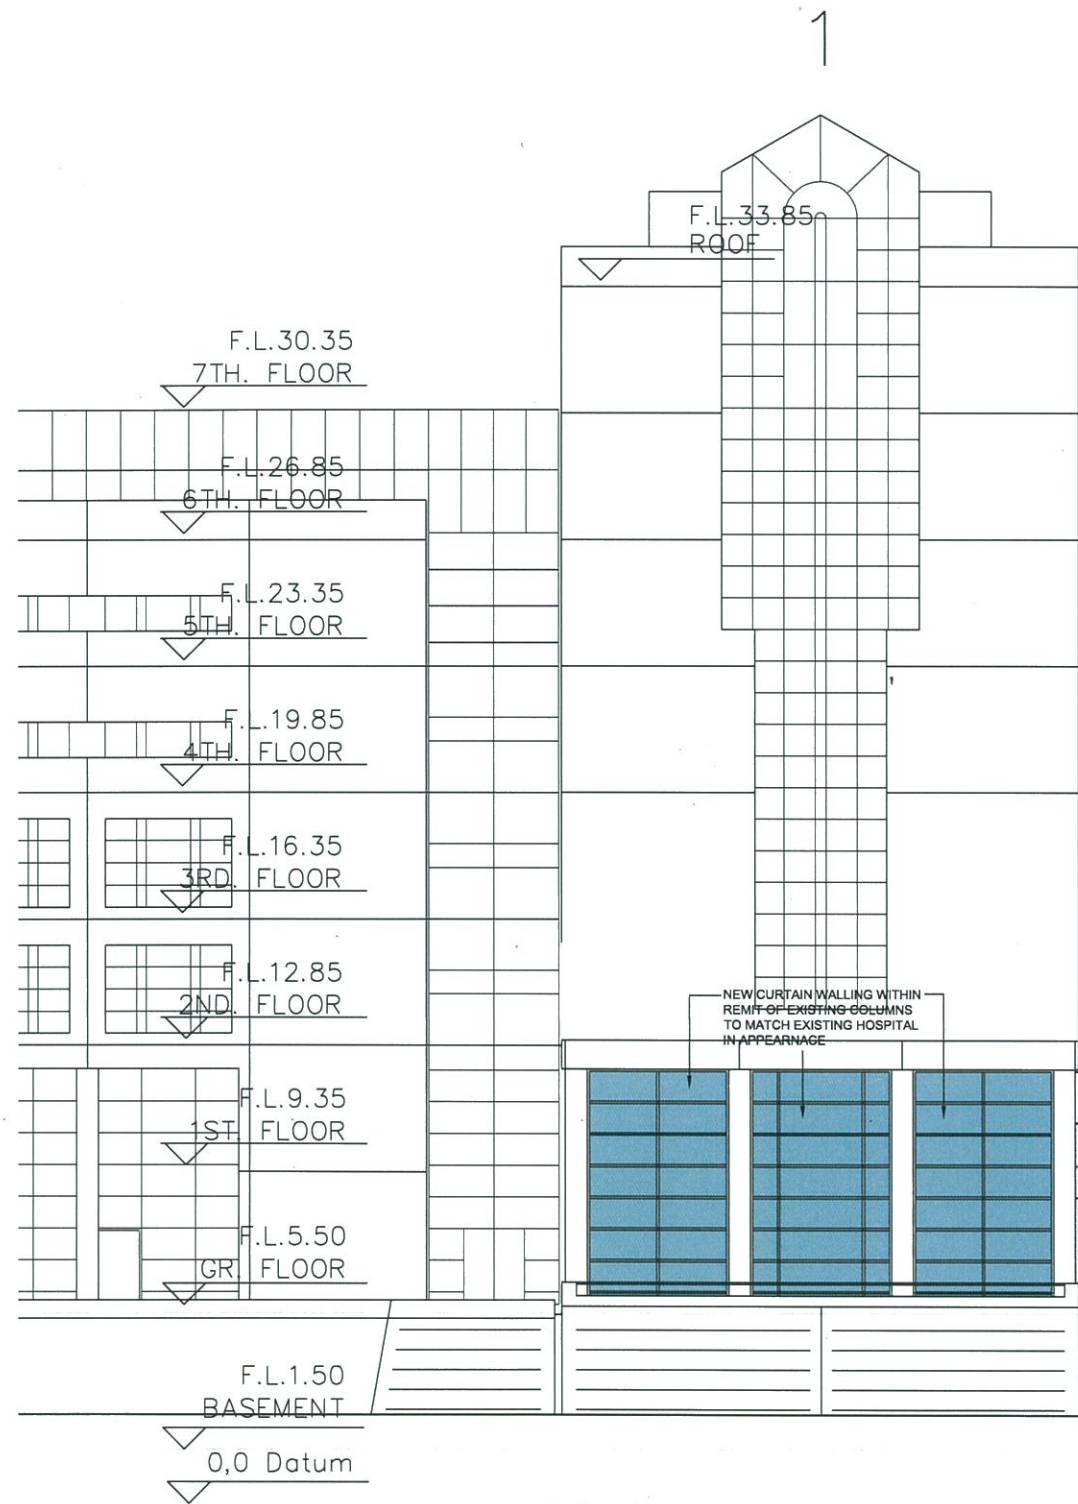 1
F.L.33.85
ROOF
F.L.30.35
7TH. FLOOR
F.L.26.85
6TH. FLOOR
F.L.23.35
5TH. FLOOR
F.L.19.85
4TH. FLOOR
F.L.16.35
3RD. FLOOR
F.L.12.85
2ND. FLOOR
NEW CURTAIN WALLING WITHIN
REMIT OF EXISTING COLUMNS
TO MATCH EXISTING HOSPITAL
IN APPEARNAGE
F.L.9.35
1ST. FLOOR
F.L.5.50
GR. FLOOR
F.L.1.50
BASEMENT
0,0 Datum